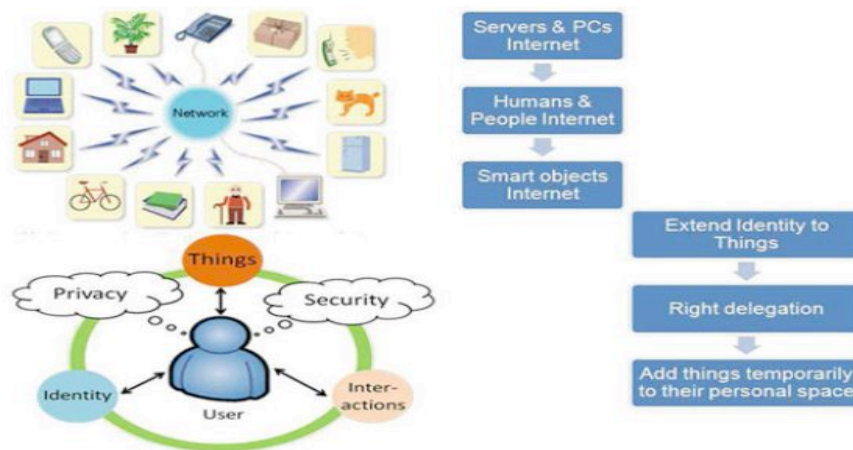 Network
Things
Privacy
Security
Identity
User
Inter-
actions
Servers & PCs
Internet
Humans &
People Internet
Smart objects
Internet
Extend Identity to
Things
Right delegation
Add things temporarily
to their personal space